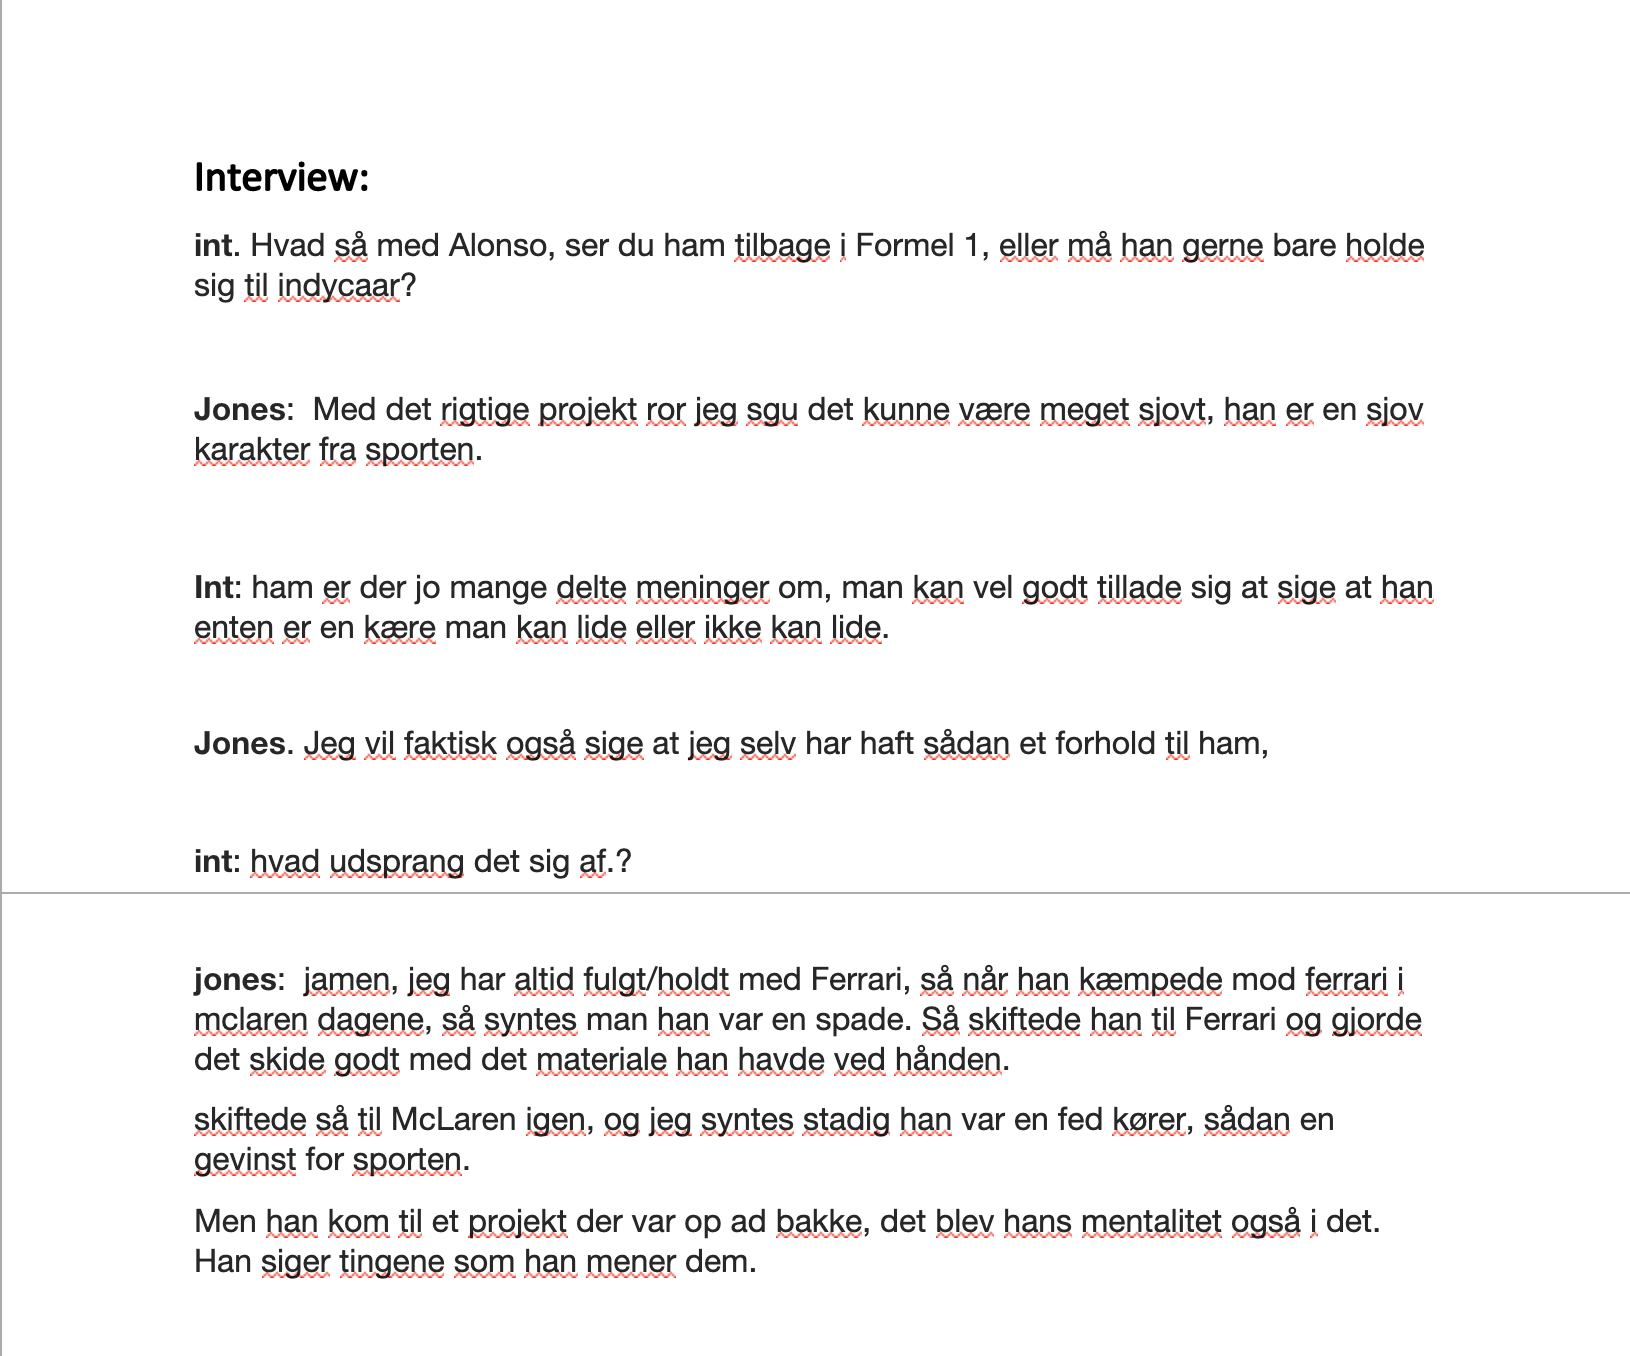 Interview:
int. Hvad så med Alonso, ser du ham tilbage i Formel 1, eller må han gerne bare holde
sig til indycaar?
Jones:  Med det rigtige projekt ror jeg sgu det kunne være meget sjovt, han er en sjov
karakter fra sporten.
Int: ham er der jo mange delte meninger om, man kan vel godt tillade sig at sige at han
enten er en kære man kan lide eller ikke kan lide.
Jones. Jeg vil faktisk også sige at jeg selv har haft sådan et forhold til ham,
int: hvad udsprang det sig af.?
jones:  jamen, jeg har altid fulgt/holdt med Ferrari, så når han kæmpede mod ferrari i
mclaren dagene, så syntes man han var en spade. Så skiftede han til Ferrari og gjorde
det skide godt med det materiale han havde ved hånden.
skiftede så til McLaren igen, og jeg syntes stadig han var en fed kører, sådan en
gevinst for sporten.
Men han kom til et projekt der var op ad bakke, det blev hans mentalitet også i det.
Han siger tingene som han mener dem.